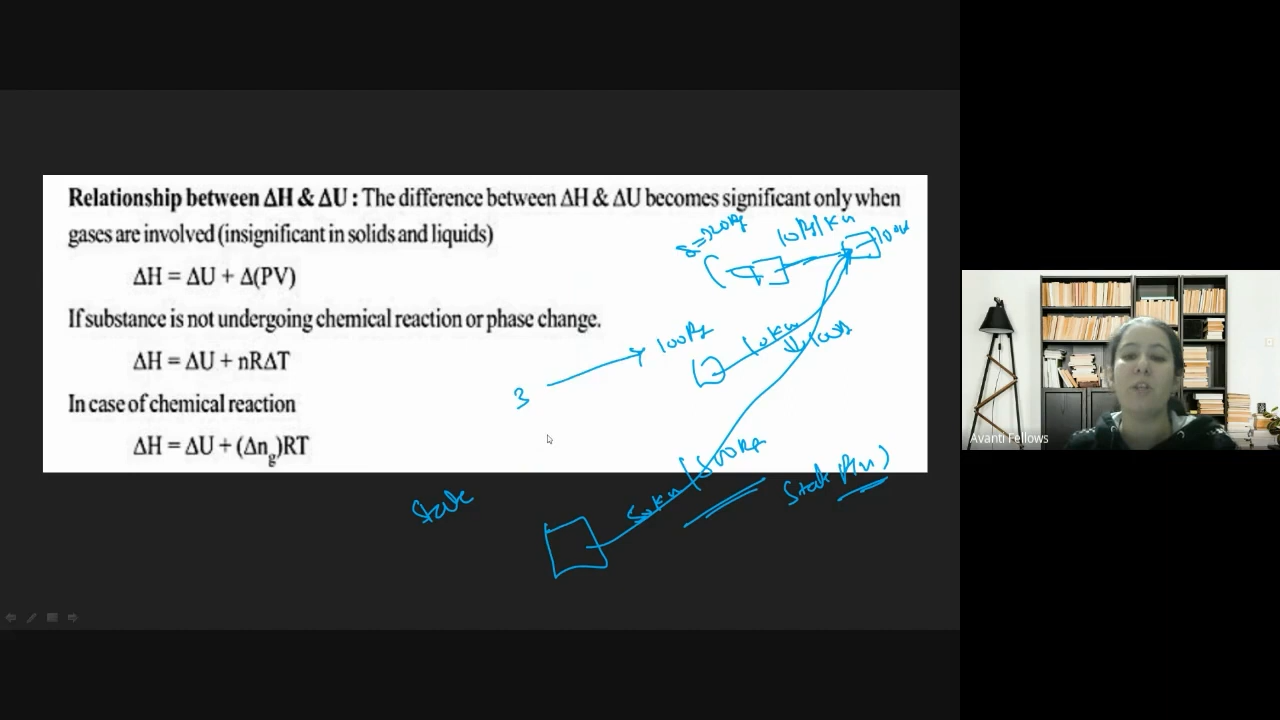 Relationship between ΔH & ΔU : The difference between ΔH & ΔU becomes significant only when
gases are involved (insignificant in solids and liquids)
ΔH = ΔU + Δ(PV)
If substance is not undergoing chemical reaction or phase change.
ΔH = ΔU + nRΔT
In case of chemical reaction
ΔH = ΔU + (Δn_g)RT
3
State
Avanti Fellows